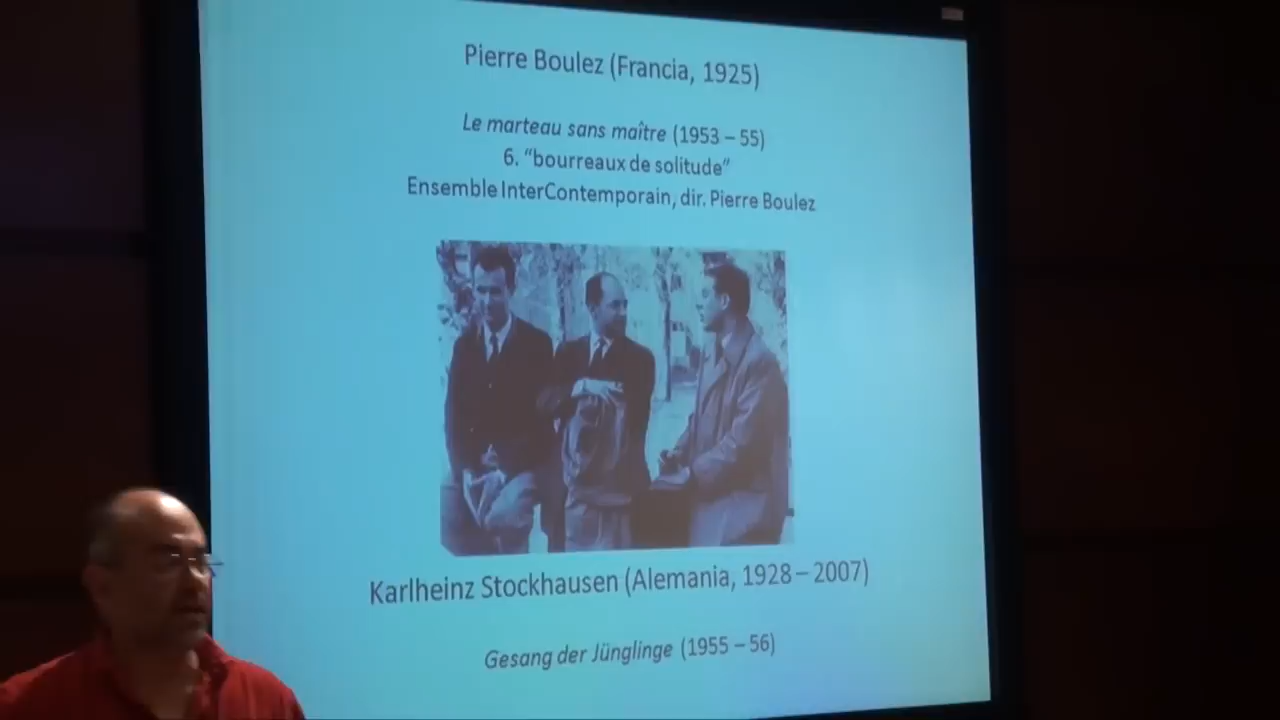 Pierre Boulez (Francia, 1925)
Le marteau sans maître (1953 – 55)
6. “bourreaux de solitude”
Ensemble InterContemporain, dir. Pierre Boulez
Karlheinz Stockhausen (Alemania, 1928 – 2007)
Gesang der Jünglinge (1955 – 56)